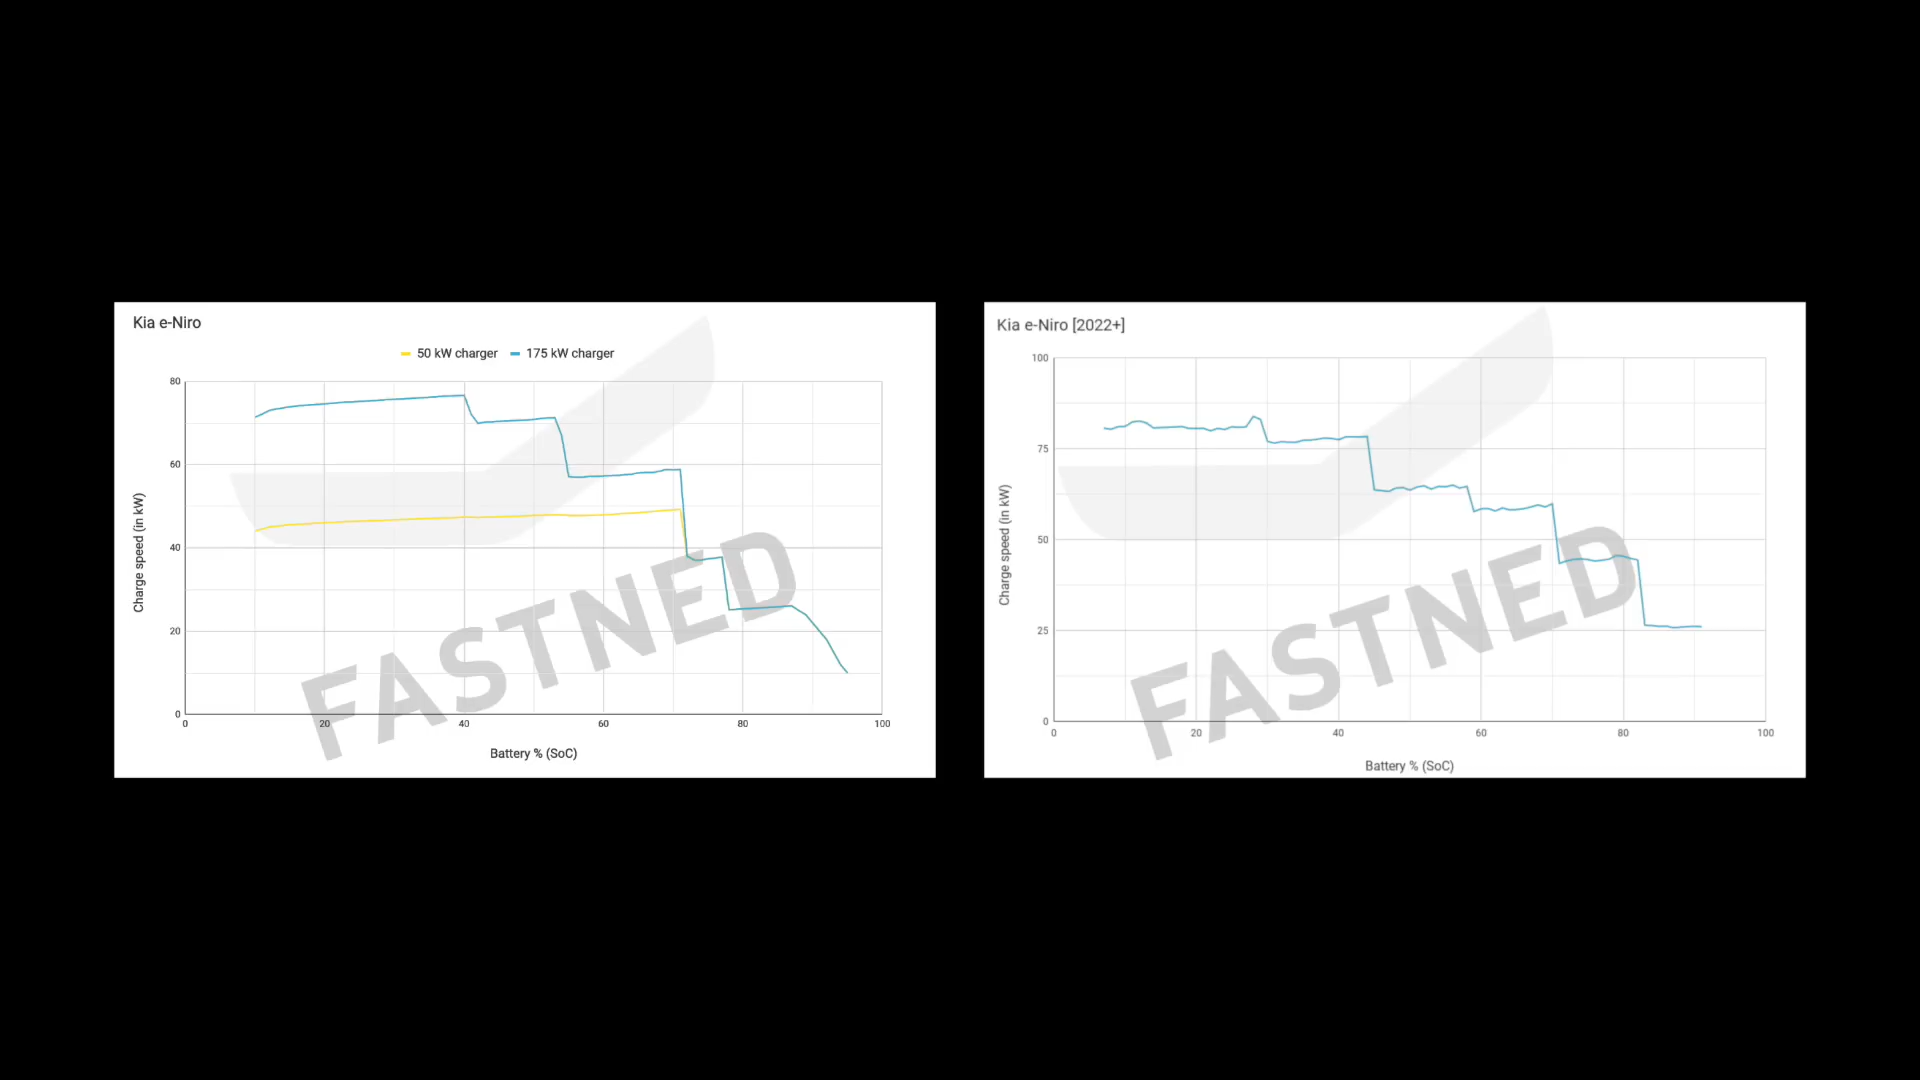 Kia e-Niro
50 kW charger 175 kW charger
80
60
40
20
0
Charge speed (in kW)
0 20 40 60 80 100
Battery % (SoC)
FASTNED
Kia e-Niro [2022+]
100
75
50
25
0
Charge speed (in kW)
0 20 40 60 80 100
Battery % (SoC)
FASTNED